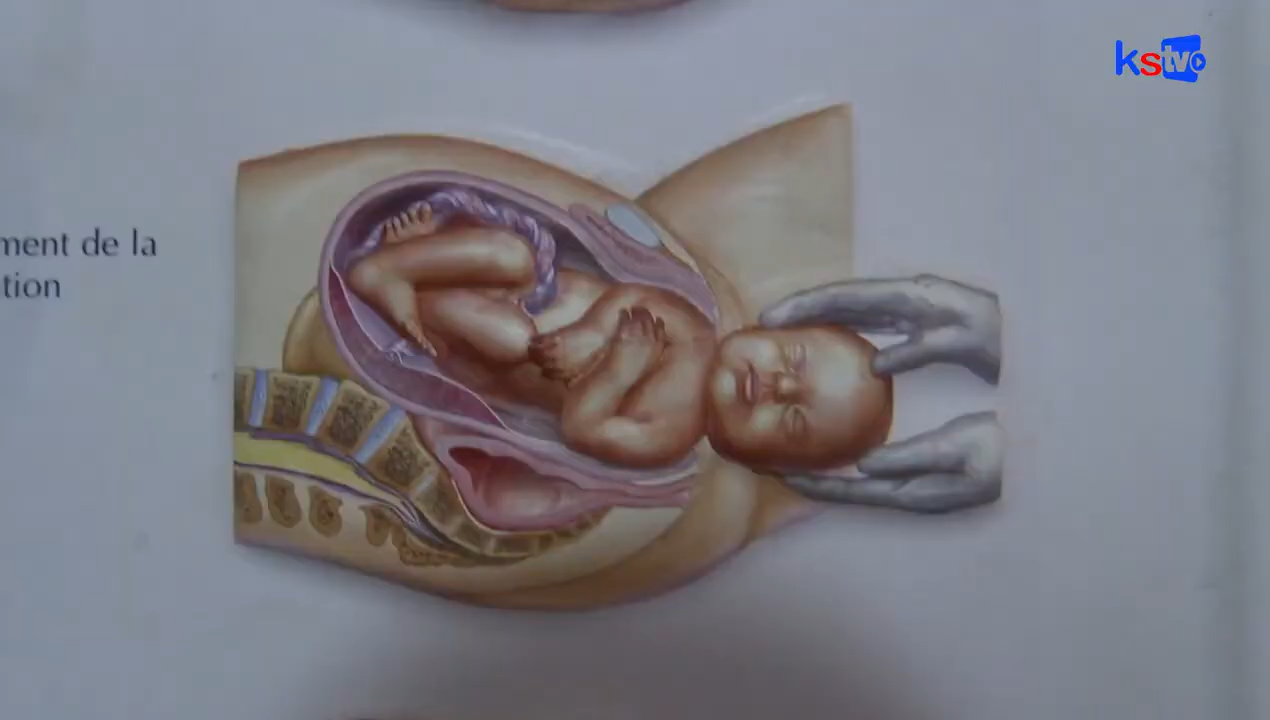 ment de la
tion
kstv